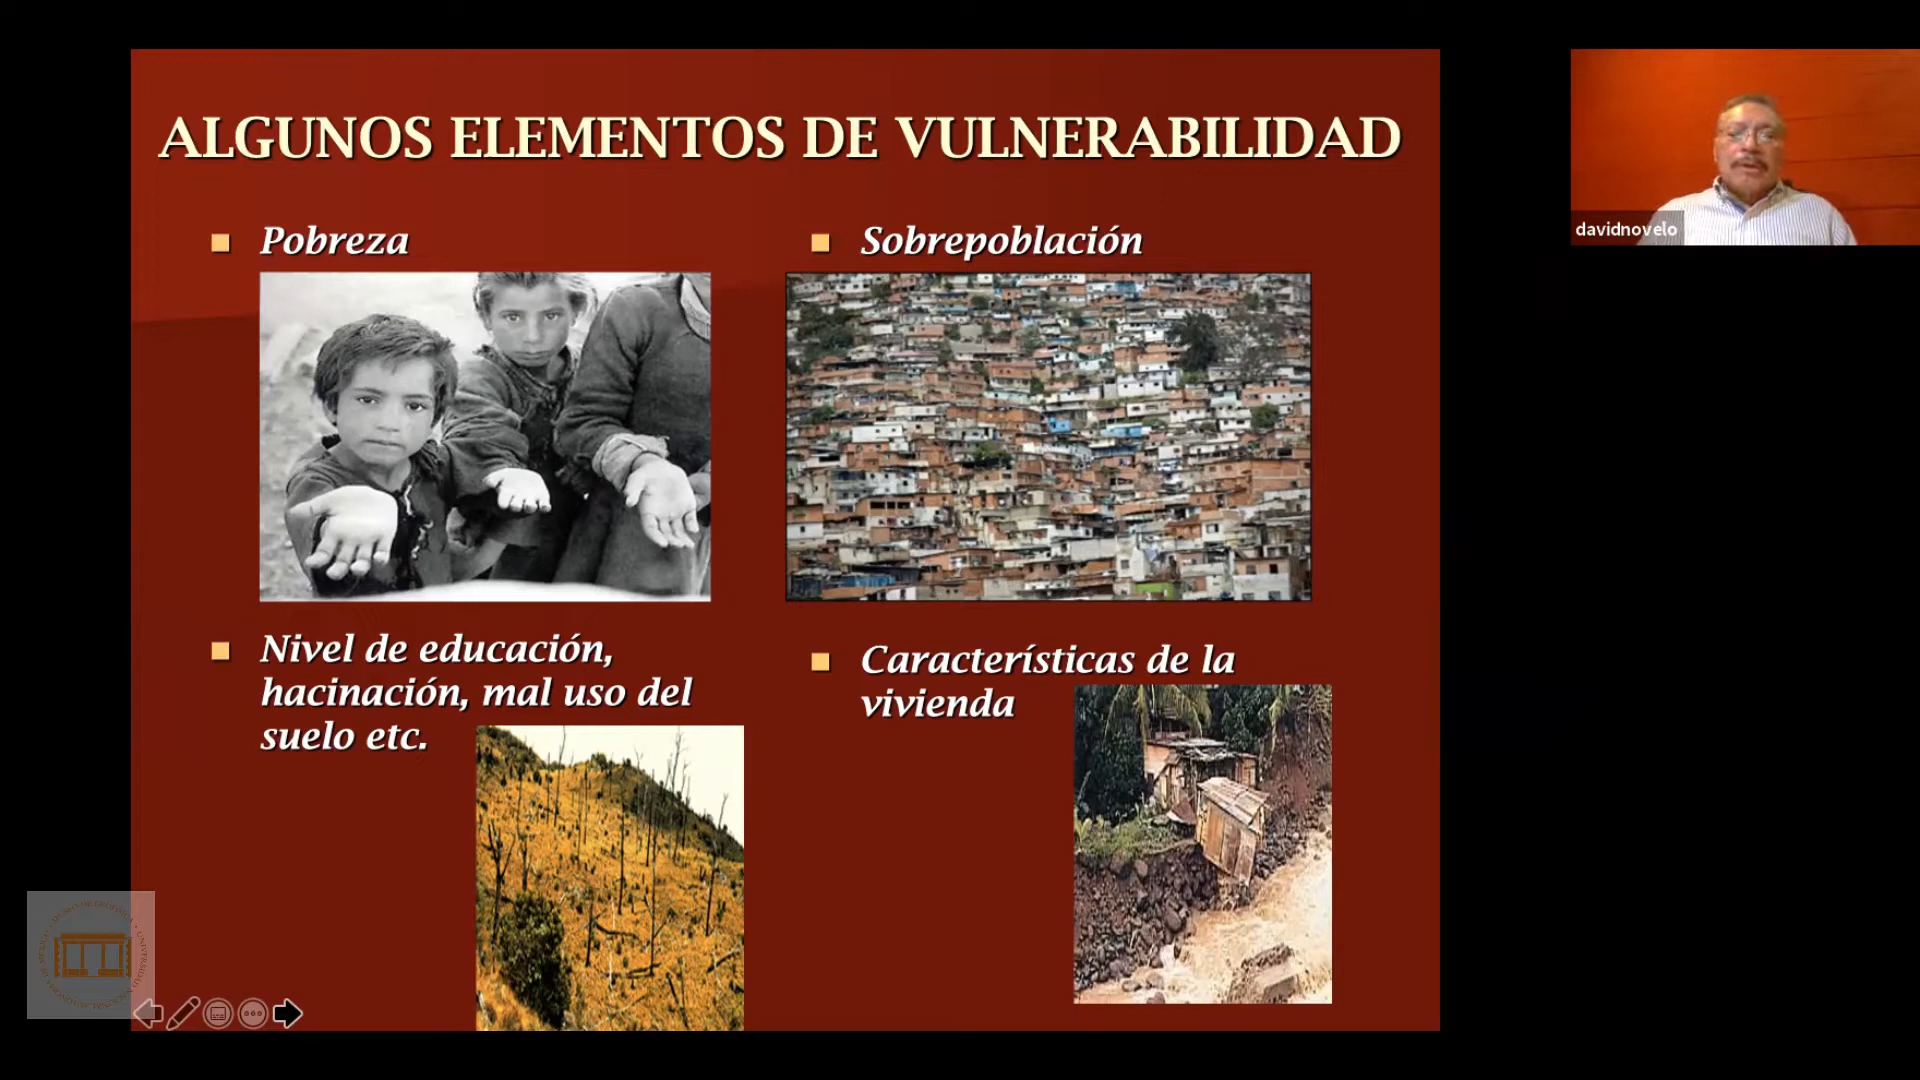 ALGUNOS ELEMENTOS DE VULNERABILIDAD
Pobreza
Sobrepoblación
Nivel de educación,
hacinación, mal uso del
suelo etc.
Características de la
vivienda
davidnovelo